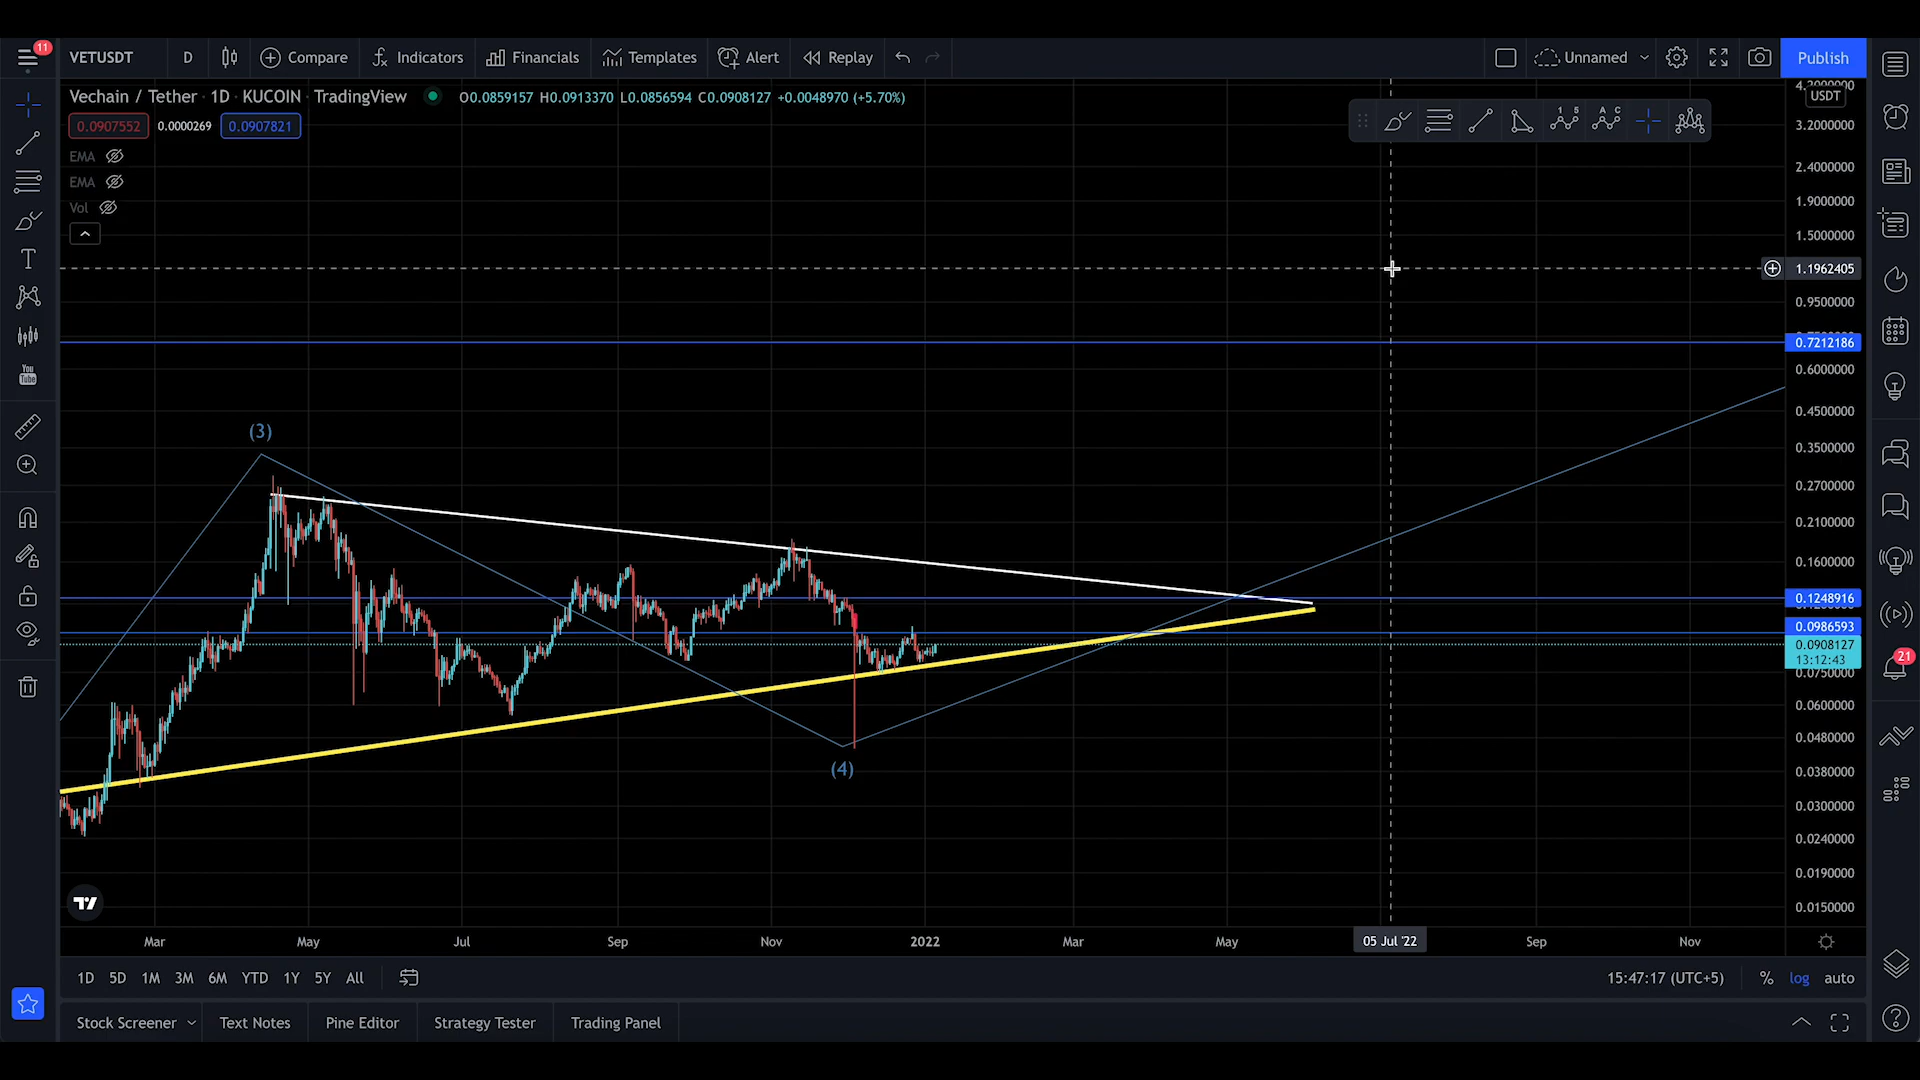 11
VETUSDT D Compare Indicators Financials Templates Alert Replay Unnamed Publish
Vechain / Tether · 1D · KUCOIN · TradingView O0.0859157 H0.0913370 L0.0856594 C0.0908127 +0.0048970 (+5.70%)
0.0907552 0.0000269 0.0907821
EMA
EMA
Vol
1 5
A C
You
Tube
USDT
3.2000000
2.4000000
1.9000000
1.5000000
1.1962405
0.9500000
0.7212186
0.6000000
0.4500000
0.3500000
0.2700000
0.2100000
0.1600000
0.1248916
0.0986593
0.0908127
13:12:43
0.0750000
0.0600000
0.0480000
0.0380000
0.0300000
0.0240000
0.0190000
0.0150000
(3)
(4)
21
Mar May Jul Sep Nov 2022 Mar May 05 Jul '22 Sep Nov
1D 5D 1M 3M 6M YTD 1Y 5Y All 15:47:17 (UTC+5) % log auto
Stock Screener Text Notes Pine Editor Strategy Tester Trading Panel